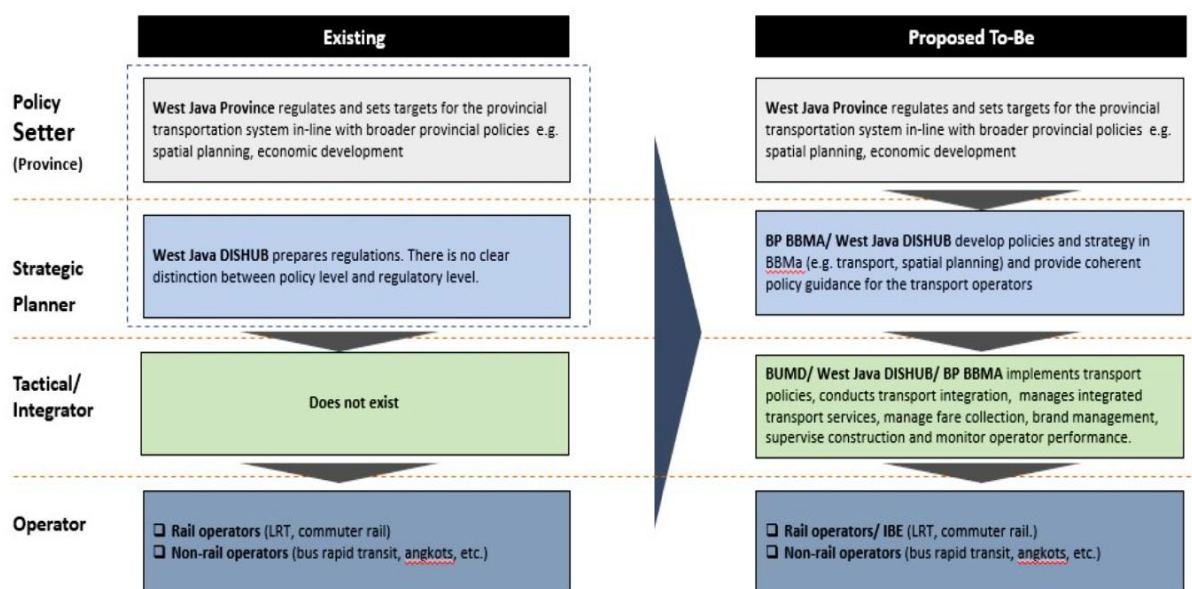 Existing
Proposed To-Be
Policy
Setter
(Province)
West Java Province regulates and sets targets for the provincial
transportation system in-line with broader provincial policies e.g.
spatial planning, economic development
West Java Province regulates and sets targets for the provincial
transportation system in-line with broader provincial policies e.g.
spatial planning, economic development
Strategic
Planner
West Java DISHUB prepares regulations. There is no clear
distinction between policy level and regulatory level.
BP BBMA/ West Java DISHUB develop policies and strategy in
BBMa (e.g. transport, spatial planning) and provide coherent
policy guidance for the transport operators
Tactical/
Integrator
Does not exist
BUMD/ West Java DISHUB/ BP BBMA implements transport
policies, conducts transport integration, manages integrated
transport services, manage fare collection, brand management,
supervise construction and monitor operator performance.
Operator
❑ Rail operators (LRT, commuter rail)
❑ Non-rail operators (bus rapid transit, angkots, etc.)
❑ Rail operators/ IBE (LRT, commuter rail.)
❑ Non-rail operators (bus rapid transit, angkots, etc.)